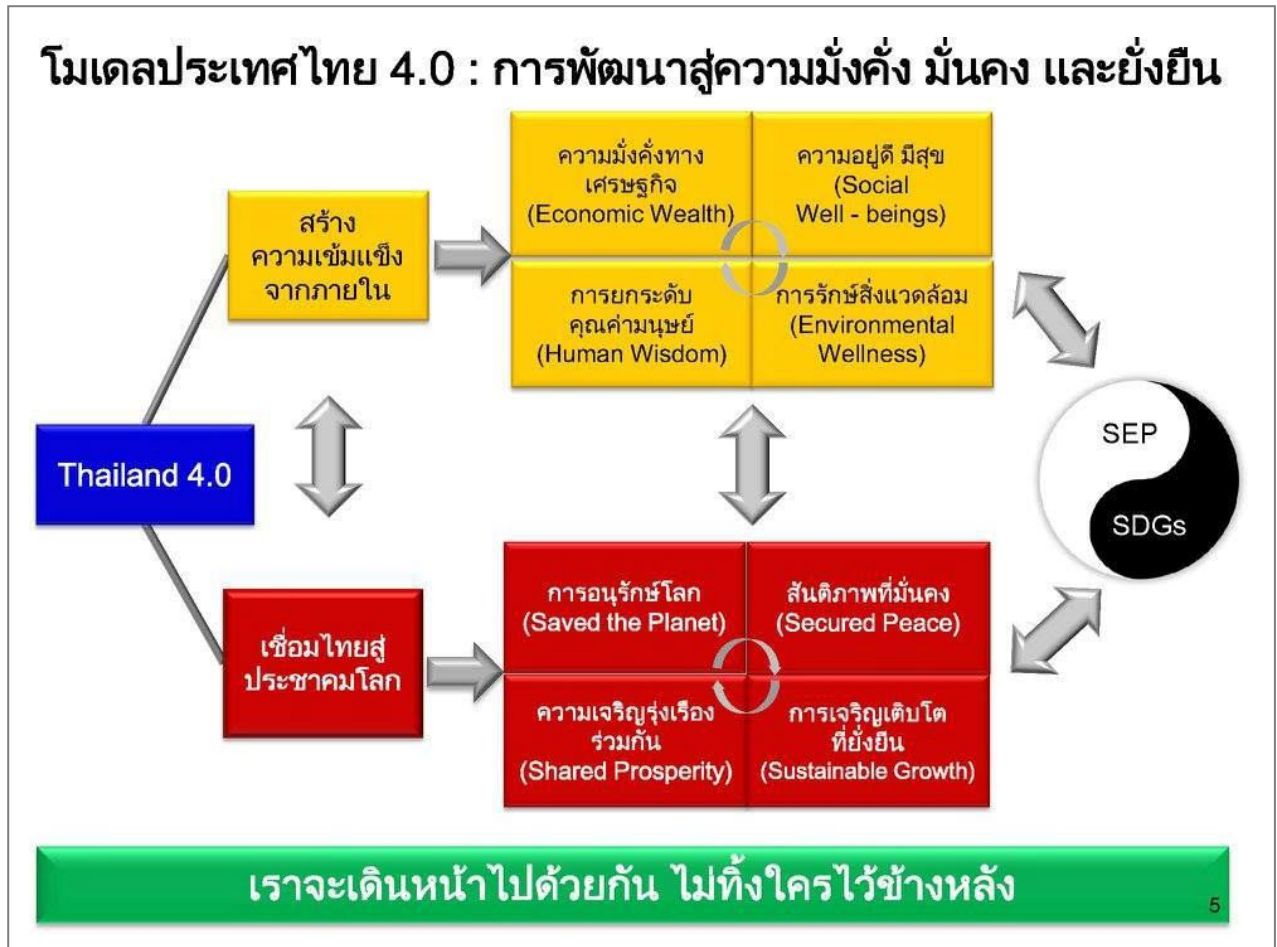 โมเดลประเทศไทย 4.0 : การพัฒนาสู่ความมั่งคั่ง มั่นคง และยั่งยืน
สร้าง
ความเข้มแข็ง
จากภายใน
ความมั่งคั่งทาง
เศรษฐกิจ
(Economic Wealth)
ความอยู่ดี มีสุข
(Social
Well - beings)
การยกระดับ
คุณค่ามนุษย์
(Human Wisdom)
การรักษ์สิ่งแวดล้อม
(Environmental
Wellness)
Thailand 4.0
SEP
SDGs
เชื่อมไทยสู่
ประชาคมโลก
การอนุรักษ์โลก
(Saved the Planet)
สันติภาพที่มั่นคง
(Secured Peace)
ความเจริญรุ่งเรือง
ร่วมกัน
(Shared Prosperity)
การเจริญเติบโต
ที่ยั่งยืน
(Sustainable Growth)
เราจะเดินหน้าไปด้วยกัน ไม่ทิ้งใครไว้ข้างหลัง
5